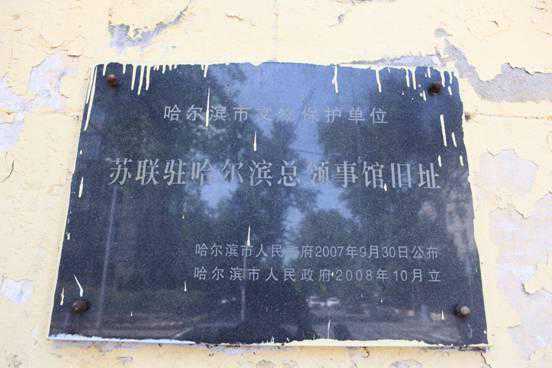 哈尔滨市文物保护单位
苏联驻哈尔滨总领事馆旧址
哈尔滨市人民政府2007年9月30日公布
哈尔滨市人民政府2008年10月立